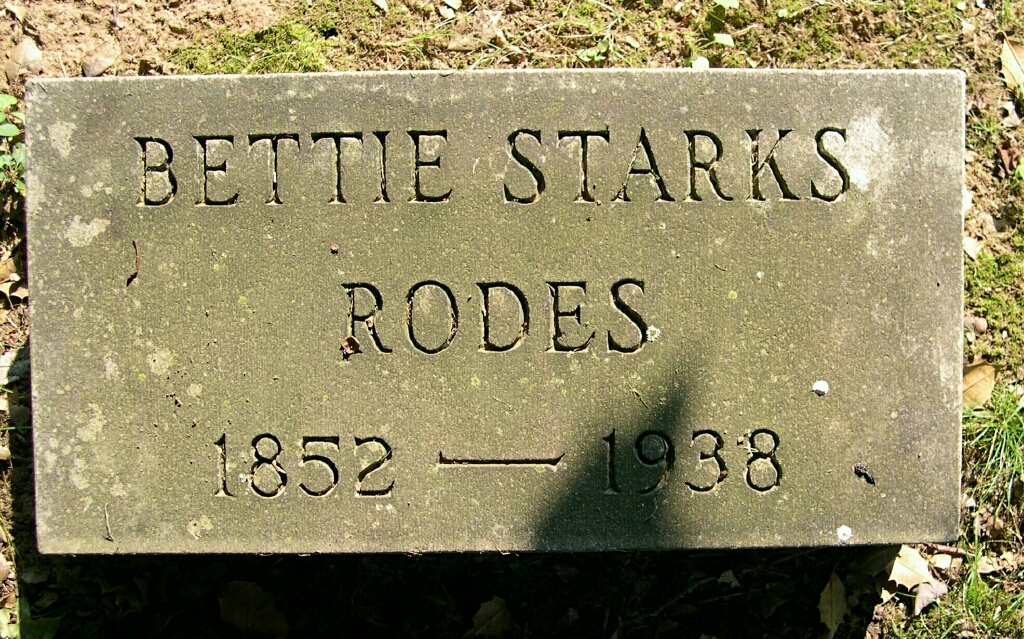 BETTIE STARKS
RODES
1852 — 1938